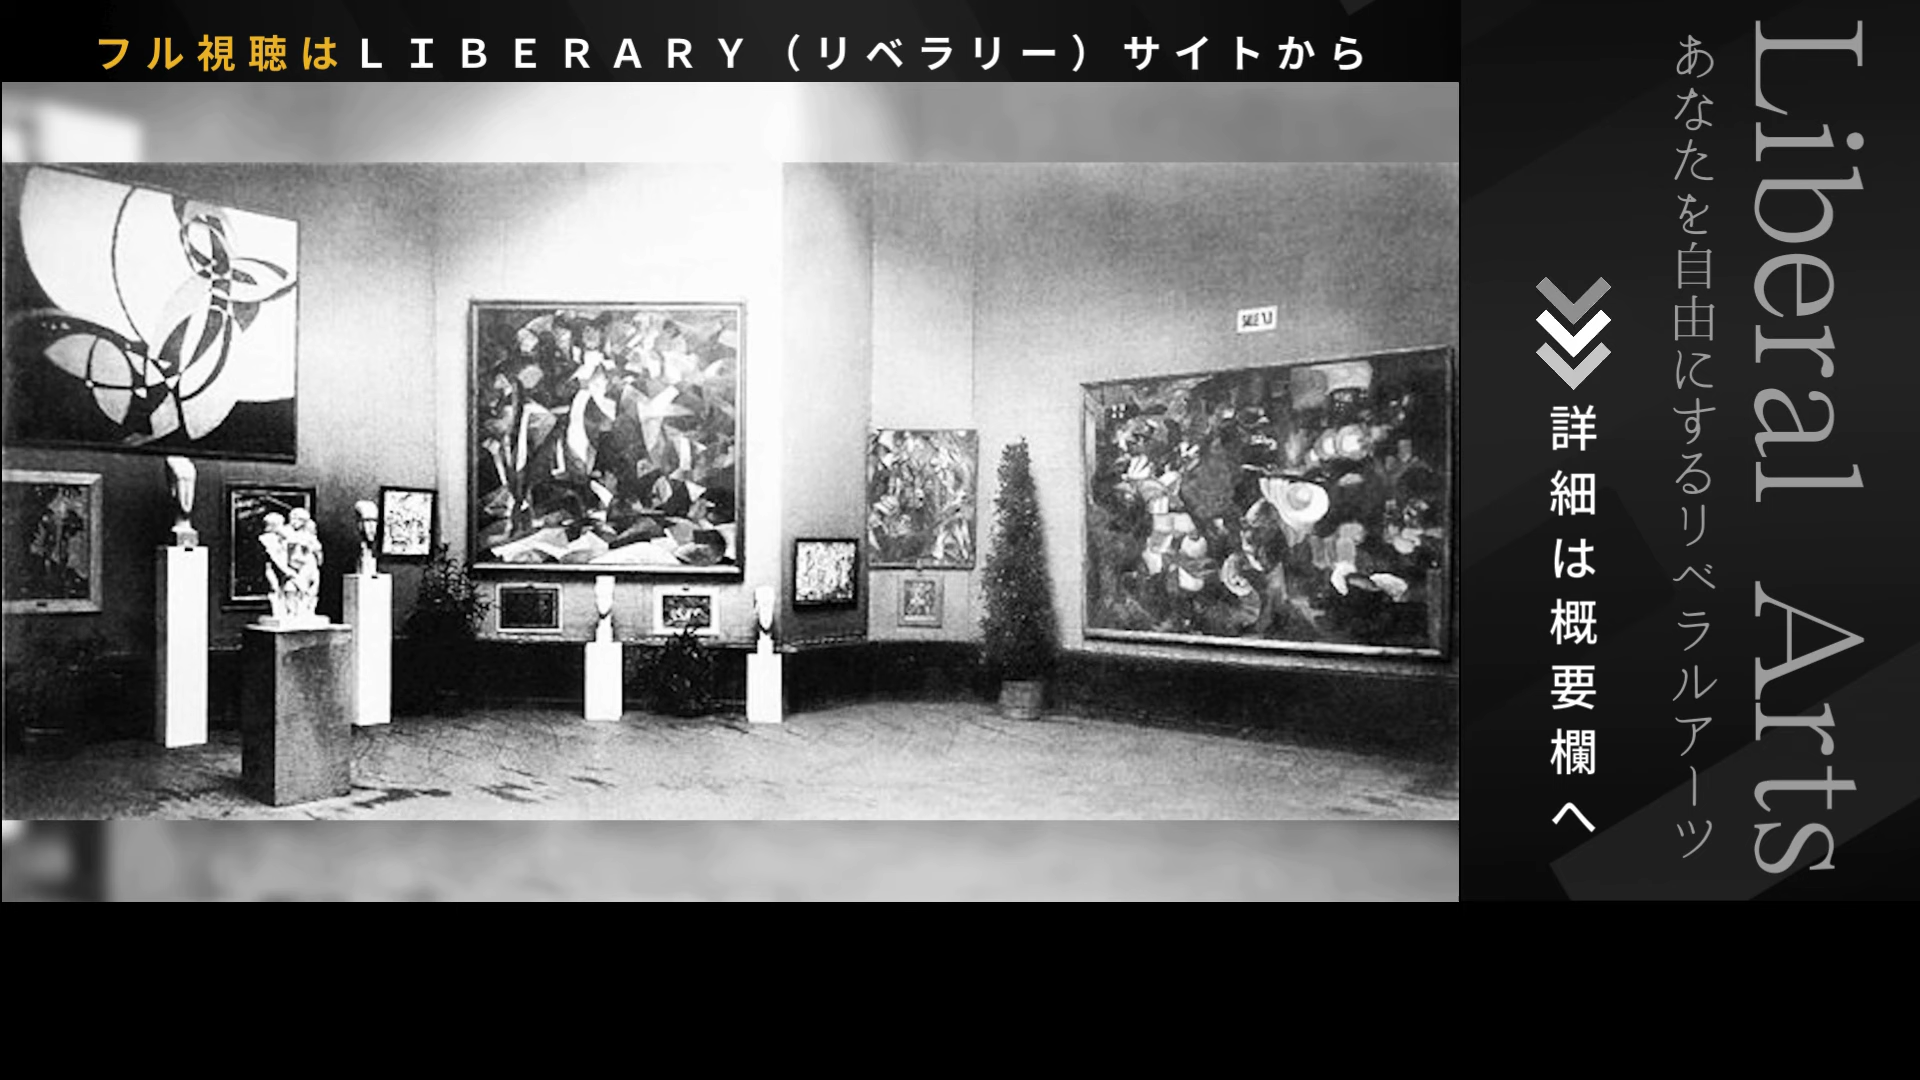 フル視聴はLIBERARY（リベラリー）サイトから
Liberal Arts
あなたを自由にするリベラルアーツ
詳細は概要欄へ